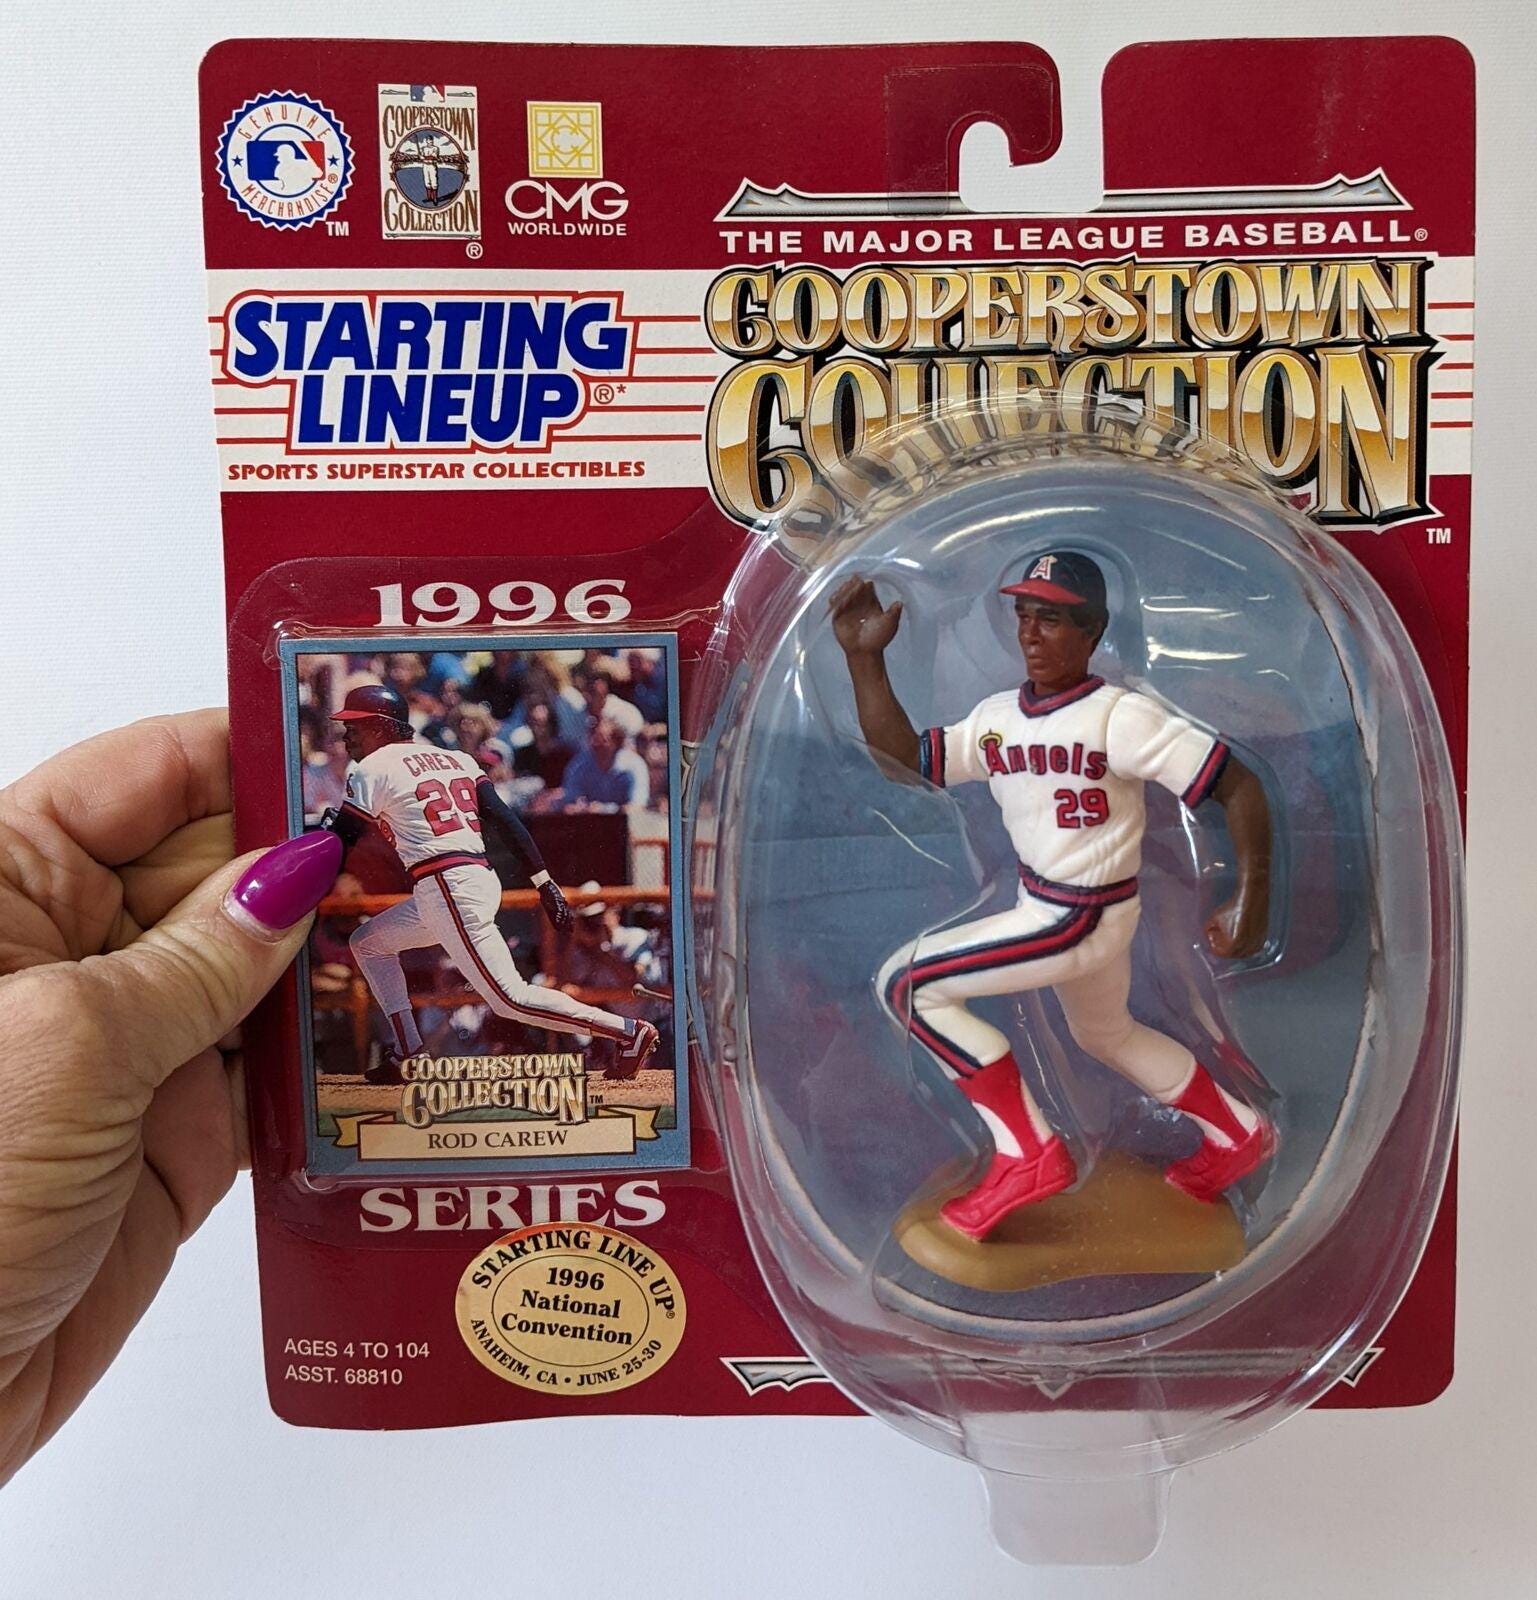 GENUINE
MERCHANDISE®
TM
COOPERSTOWN
COLLECTION
®
CMG
WORLDWIDE
THE MAJOR LEAGUE BASEBALL®
COOPERSTOWN
COLLECTION
TM
STARTING
LINEUP®*
SPORTS SUPERSTAR COLLECTIBLES
1996
CAREW
29
COOPERSTOWN
COLLECTION TM
ROD CAREW
SERIES
A
Angels
29
STARTING LINE UP®
1996
National
Convention
ANAHEIM, CA • JUNE 25-30
AGES 4 TO 104
ASST. 68810